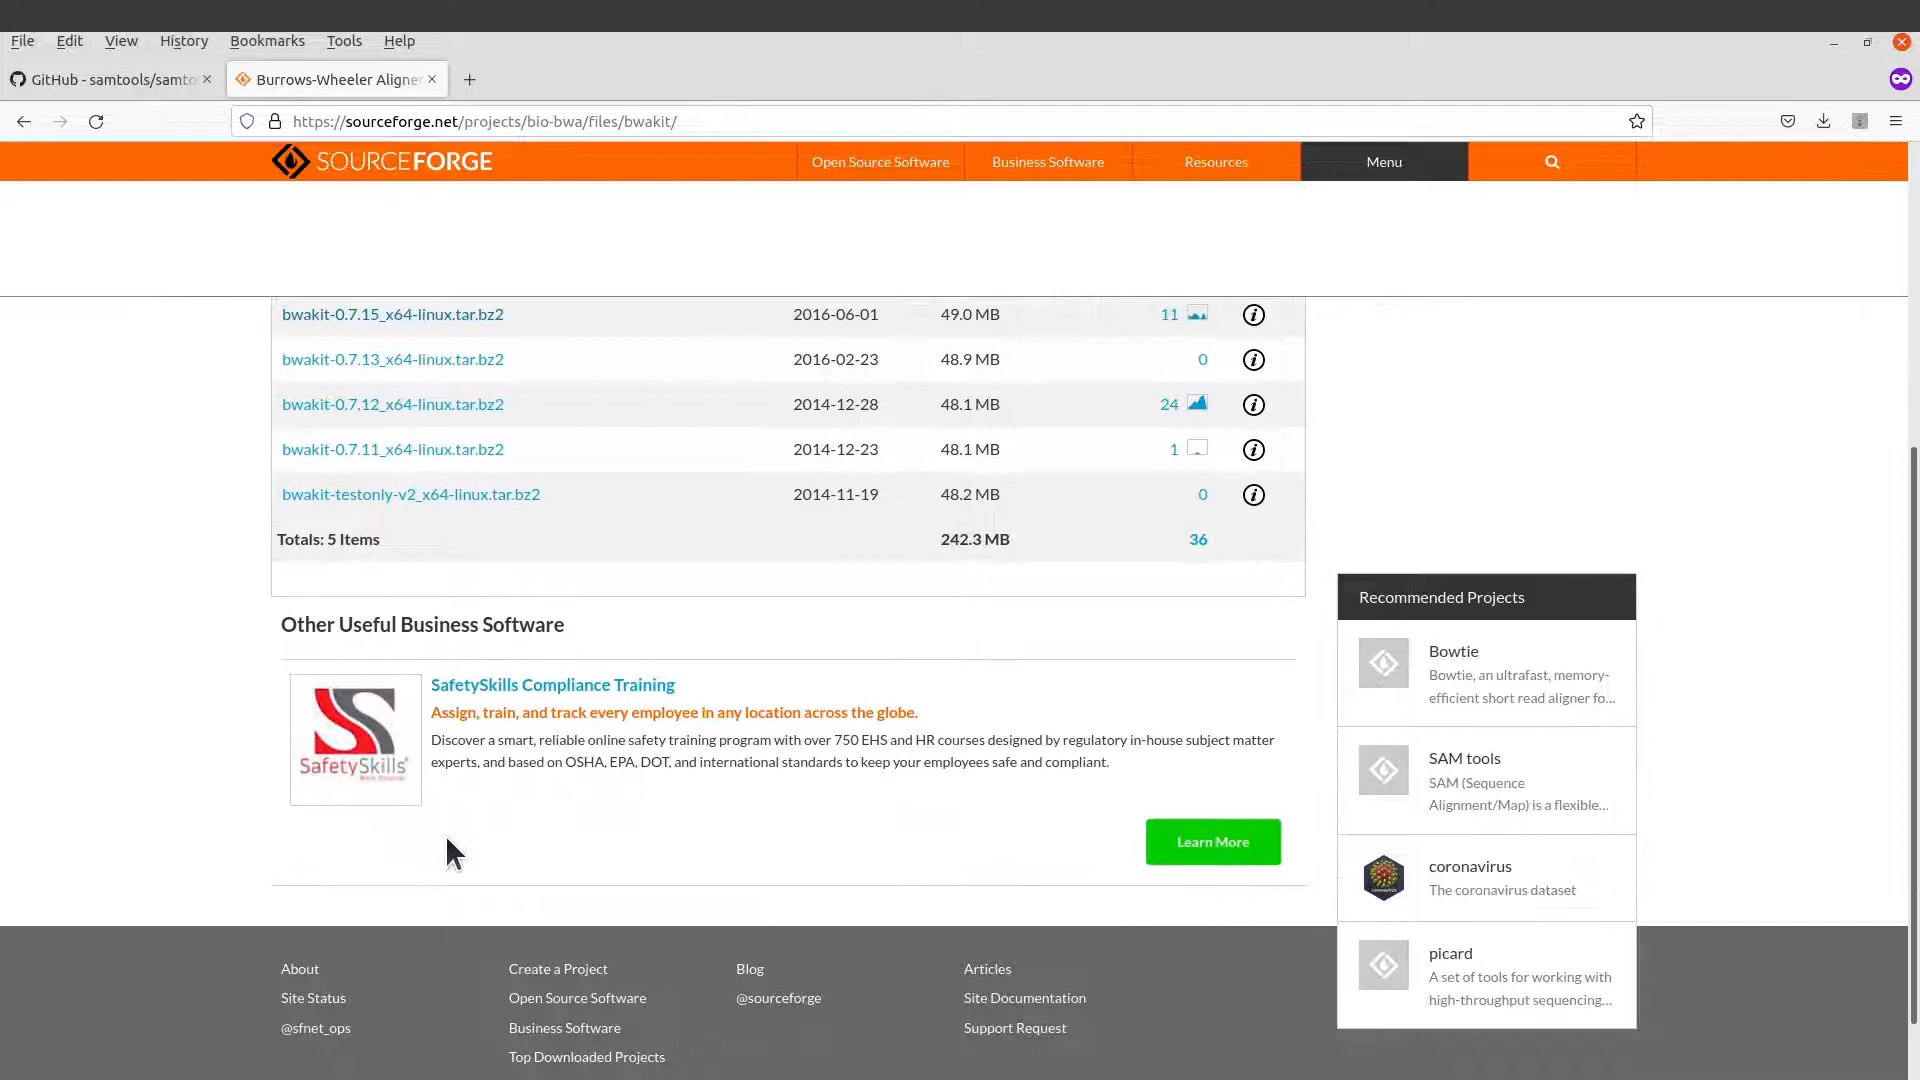 File Edit View History Bookmarks Tools Help
GitHub - samtools/samto
Burrows-Wheeler Aligner
https://sourceforge.net/projects/bio-bwa/files/bwakit/
SOURCEFORGE
Open Source Software
Business Software
Resources
Menu
bwakit-0.7.15_x64-linux.tar.bz2 2016-06-01 49.0 MB 11
bwakit-0.7.13_x64-linux.tar.bz2 2016-02-23 48.9 MB 0
bwakit-0.7.12_x64-linux.tar.bz2 2014-12-28 48.1 MB 24
bwakit-0.7.11_x64-linux.tar.bz2 2014-12-23 48.1 MB 1
bwakit-testonly-v2_x64-linux.tar.bz2 2014-11-19 48.2 MB 0
Totals: 5 Items 242.3 MB 36
Other Useful Business Software
SafetySkills
SafetySkills Compliance Training
Assign, train, and track every employee in any location across the globe.
Discover a smart, reliable online safety training program with over 750 EHS and HR courses designed by regulatory in-house subject matter
experts, and based on OSHA, EPA, DOT, and international standards to keep your employees safe and compliant.
Learn More
Recommended Projects
Bowtie
Bowtie, an ultrafast, memory-
efficient short read aligner fo...
SAM tools
SAM (Sequence
Alignment/Map) is a flexible...
coronavirus
The coronavirus dataset
picard
A set of tools for working with
high-throughput sequencing...
About
Site Status
@sfnet_ops
Create a Project
Open Source Software
Business Software
Top Downloaded Projects
Blog
@sourceforge
Articles
Site Documentation
Support Request